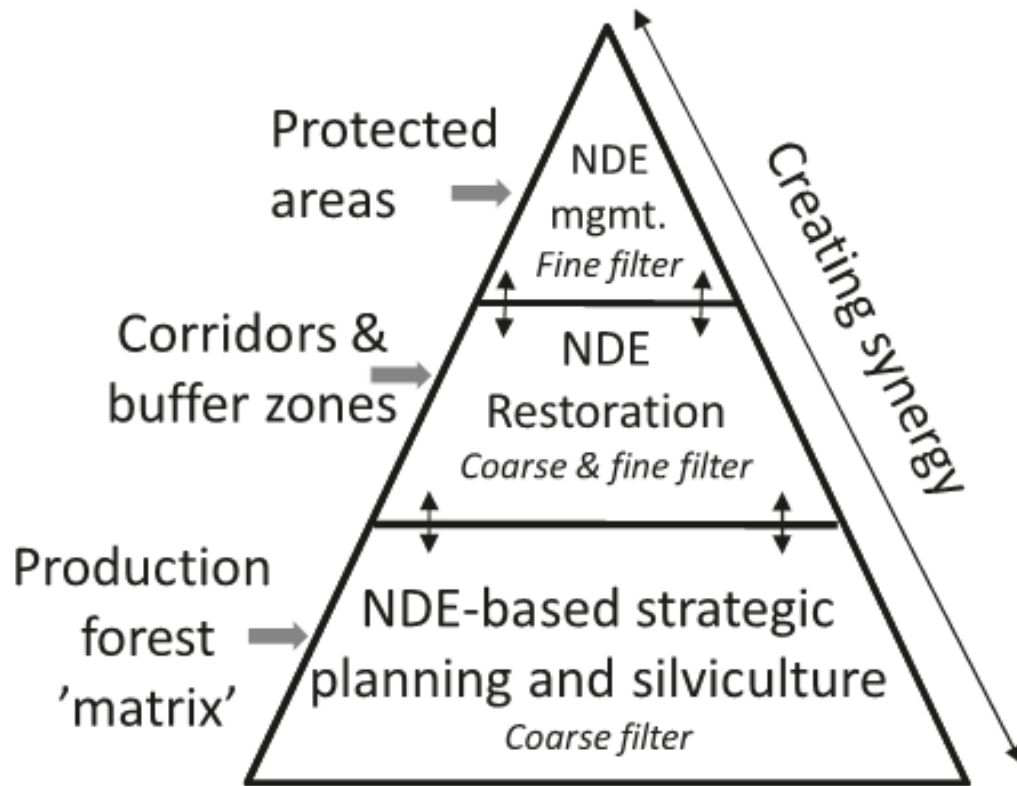 Protected
areas
NDE
mgmt.
Fine filter
Corridors &
buffer zones
NDE
Restoration
Coarse & fine filter
Production
forest
’matrix’
NDE-based strategic
planning and silviculture
Coarse filter
Creating synergy